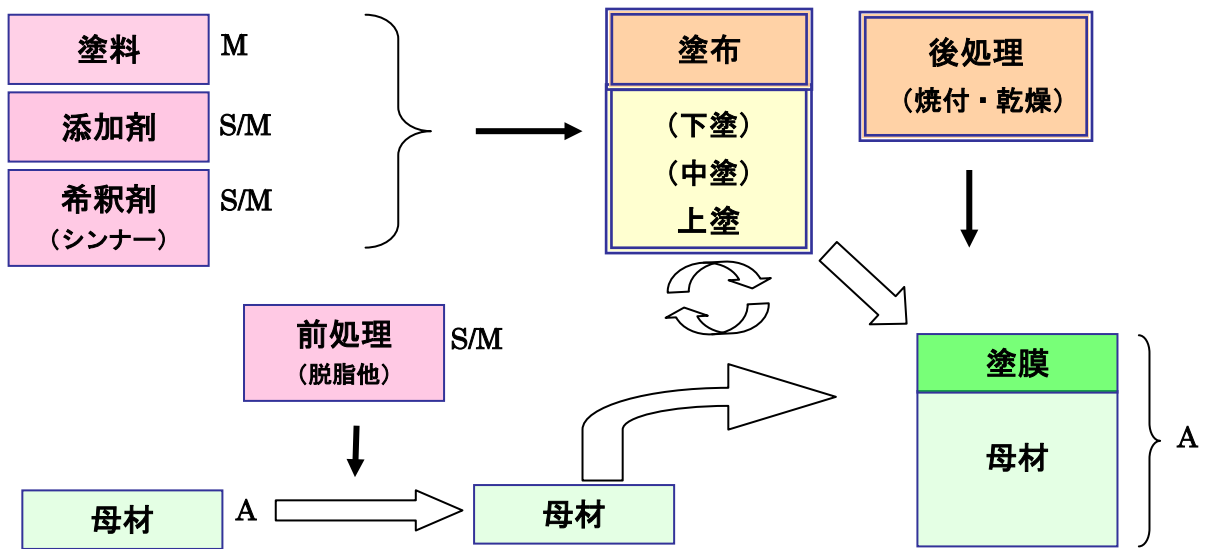 塗料
M
添加剤
S/M
希釈剤
(シンナー)
S/M
塗布
(下塗)
(中塗)
上塗
後処理
(焼付・乾燥)
前処理
(脱脂他)
S/M
母材
A
母材
塗膜
母材
A